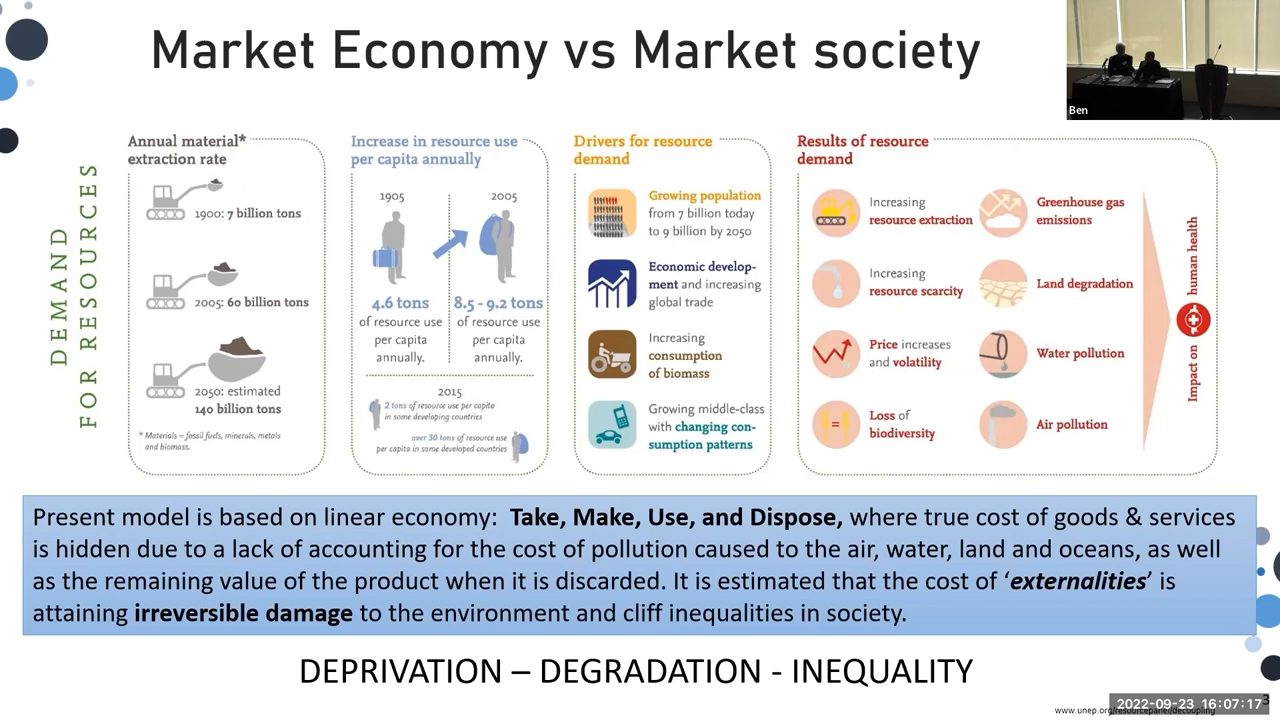 Market Economy vs Market society
Ben
DEMAND
FOR RESOURCES
Annual material*
extraction rate
1900: 7 billion tons
2005: 60 billion tons
2050: estimated
140 billion tons
* Materials = fossil fuels, minerals, metals
and biomass.
Increase in resource use
per capita annually
1905
2005
4.6 tons
of resource use
per capita
annually.
8.5 - 9.2 tons
of resource use
per capita
annually.
2015
2 tons of resource use per capita
in some developing countries
over 30 tons of resource use
per capita in some developed countries
Drivers for resource
demand
Growing population
from 7 billion today
to 9 billion by 2050
Economic develop-
ment and increasing
global trade
Increasing
consumption
of biomass
Growing middle-class
with changing con-
sumption patterns
Results of resource
demand
Increasing
resource extraction
Greenhouse gas
emissions
Increasing
resource scarcity
Land degradation
Price increases
and volatility
Water pollution
Loss of
biodiversity
Air pollution
Impact on human health
Present model is based on linear economy: Take, Make, Use, and Dispose, where true cost of goods & services
is hidden due to a lack of accounting for the cost of pollution caused to the air, water, land and oceans, as well
as the remaining value of the product when it is discarded. It is estimated that the cost of ‘externalities’ is
attaining irreversible damage to the environment and cliff inequalities in society.
DEPRIVATION – DEGRADATION - INEQUALITY
3
2022-09-23 16:07:17
www.unep.org/resourcepanel/decoupling